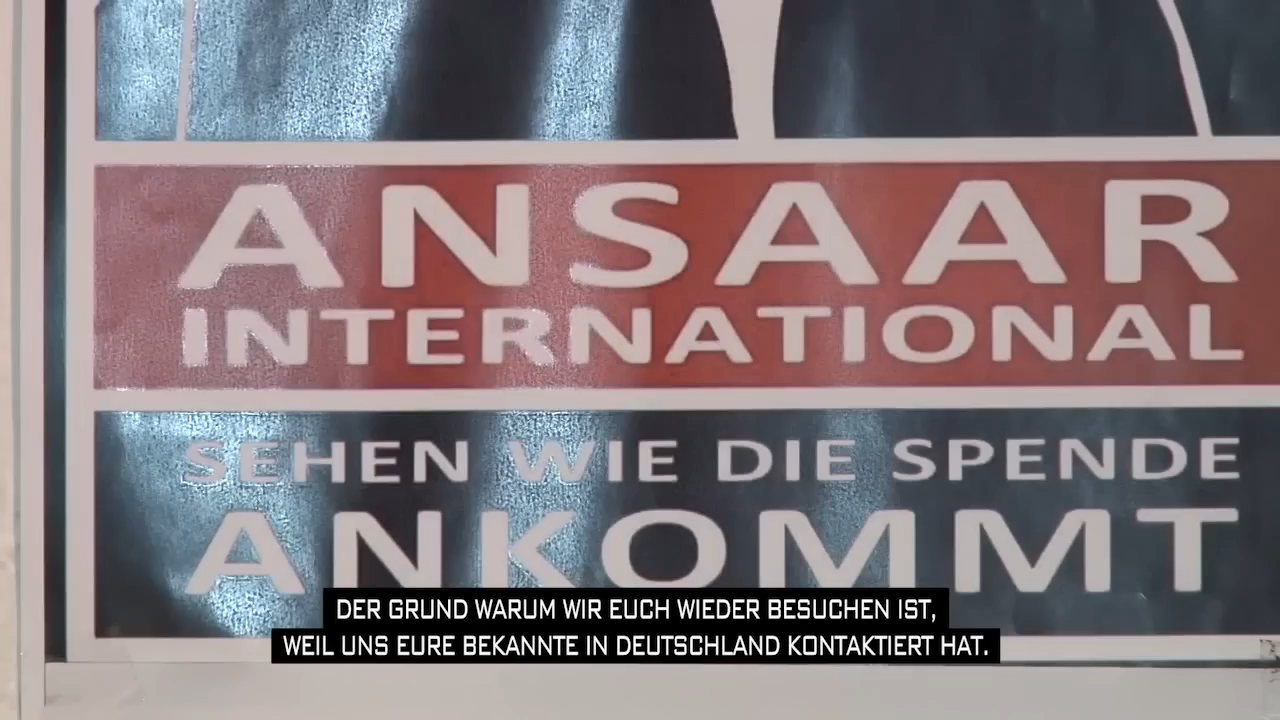 ANSAAR
INTERNATIONAL
SEHEN WIE DIE SPENDE
ANKOMMT
DER GRUND WARUM WIR EUCH WIEDER BESUCHEN IST,
WEIL UNS EURE BEKANNTE IN DEUTSCHLAND KONTAKTIERT HAT.